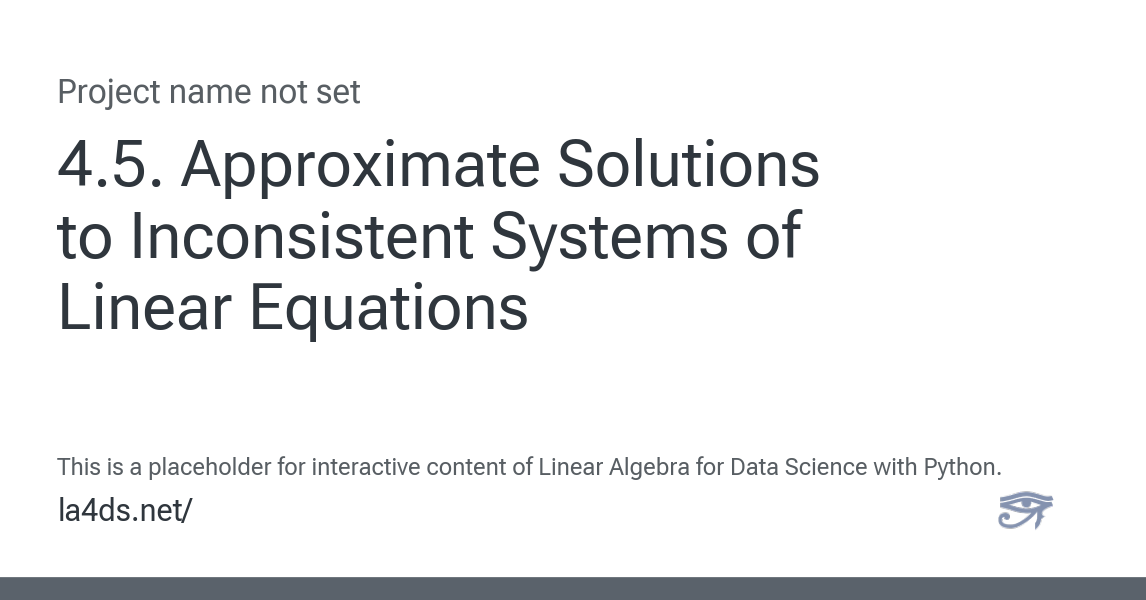 Project name not set
4.5. Approximate Solutions
to Inconsistent Systems of
Linear Equations
This is a placeholder for interactive content of Linear Algebra for Data Science with Python.
la4ds.net/